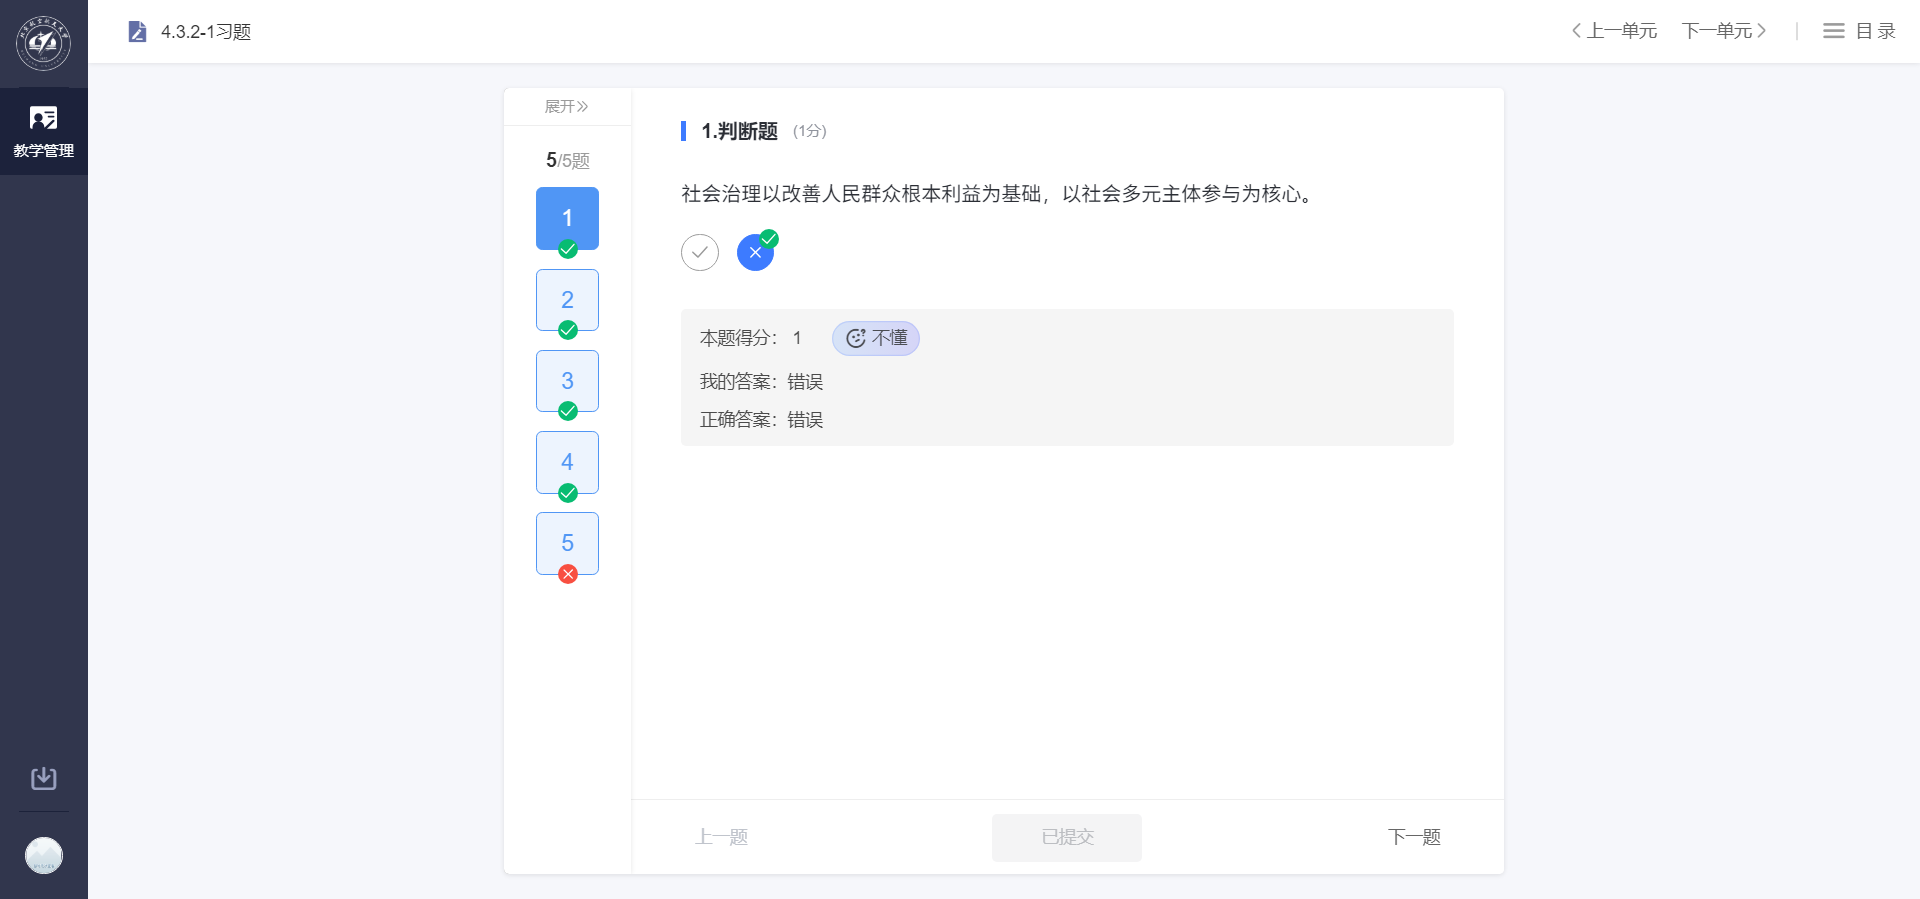 4.3.2-1习题
上一单元
下一单元
目录
教学管理
展开
5/5题
1
2
3
4
5
1.判断题 (1分)
社会治理以改善人民群众根本利益为基础，以社会多元主体参与为核心。
本题得分： 1
不懂
我的答案：错误
正确答案：错误
上一题
已提交
下一题